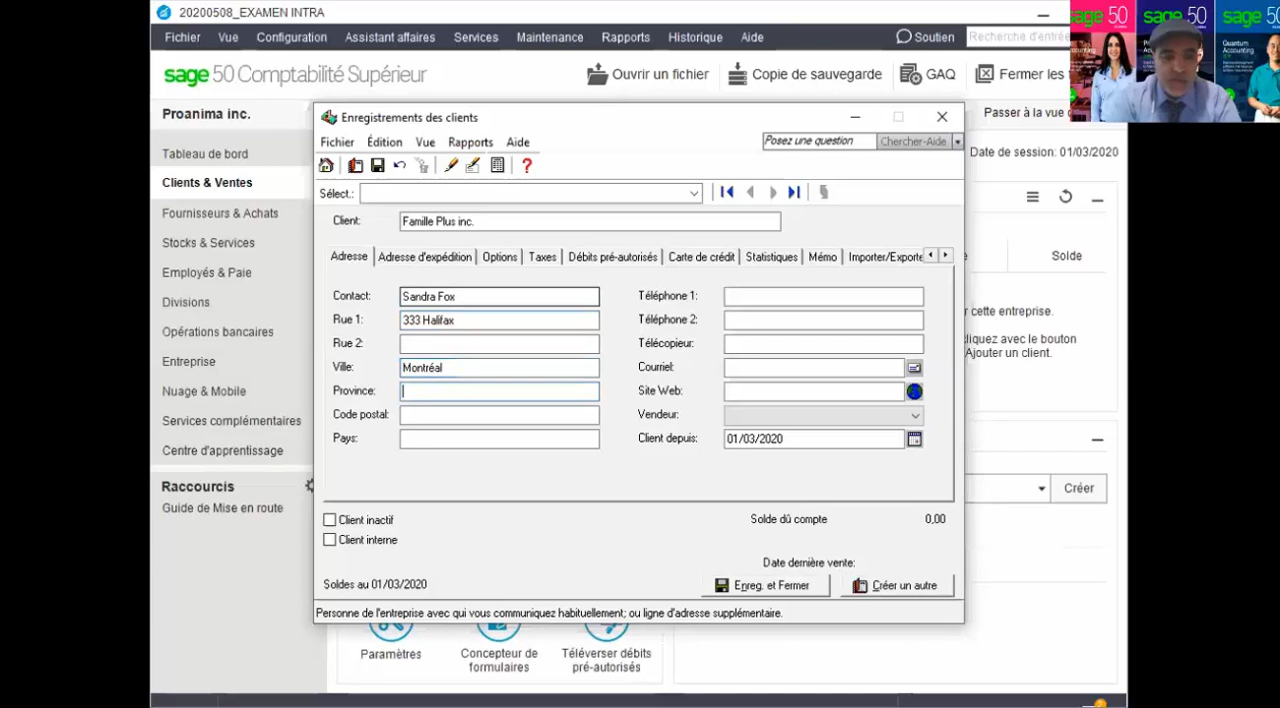 20200508_EXAMEN INTRA
Fichier Vue Configuration Assistant affaires Services Maintenance Rapports Historique Aide Soutien Recherche d'entrée
sage 50 Comptabilité Supérieur
Ouvrir un fichier Copie de sauvegarde GAQ Fermer les
sage 50 sage 50 sage 50
Quantum
Accounting
Proanima inc.
Passer à la vue
Date de session: 01/03/2020
Tableau de bord
Clients & Ventes
Fournisseurs & Achats
Stocks & Services
Employés & Paie
Divisions
Opérations bancaires
Entreprise
Nuage & Mobile
Services complémentaires
Centre d'apprentissage
Raccourcis
Guide de Mise en route
Enregistrements des clients
Fichier Édition Vue Rapports Aide
Posez une question Chercher-Aide
Sélect.:
Client: Famille Plus inc.
Adresse Adresse d'expédition Options Taxes Débits pré-autorisés Carte de crédit Statistiques Mémo Importer/Exporte
Contact: Sandra Fox
Rue 1: 333 Halifax
Rue 2:
Ville: Montréal
Province:
Code postal:
Pays:
Téléphone 1:
Téléphone 2:
Télécopieur:
Courriel:
Site Web:
Vendeur:
Client depuis: 01/03/2020
Client inactif
Client interne
Solde dû compte 0,00
Date dernière vente:
Soldes au 01/03/2020
Enreg. et Fermer Créer un autre
Personne de l'entreprise avec qui vous communiquez habituellement; ou ligne d'adresse supplémentaire.
Solde
cette entreprise.
cliquez avec le bouton
Ajouter un client.
Créer
Paramètres
Concepteur de
formulaires
Téléverser débits
pré-autorisés